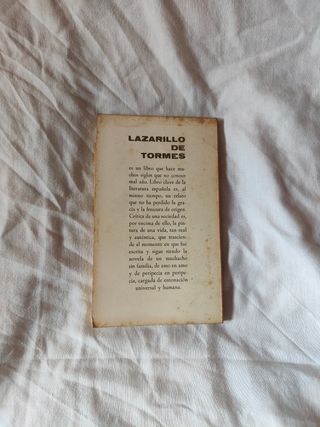 LAZARILLO
DE
TORMES
es un libro que hace mu-
chos siglos que no conoce
mal año. Libro clave de la
literatura española es, al
mismo tiempo, un relato
que no ha perdido la gra-
cia y la frescura de origen.
Crítica de una sociedad es,
por encima de ello, la pin-
tura de una vida, tan real
y auténtica, que trascien-
de al momento en que fue
escrita y sigue siendo la
novela de un muchacho
sin familia, de amo en amo
y de peripecia en peripe-
cia, cargada de entonación
universal y humana.